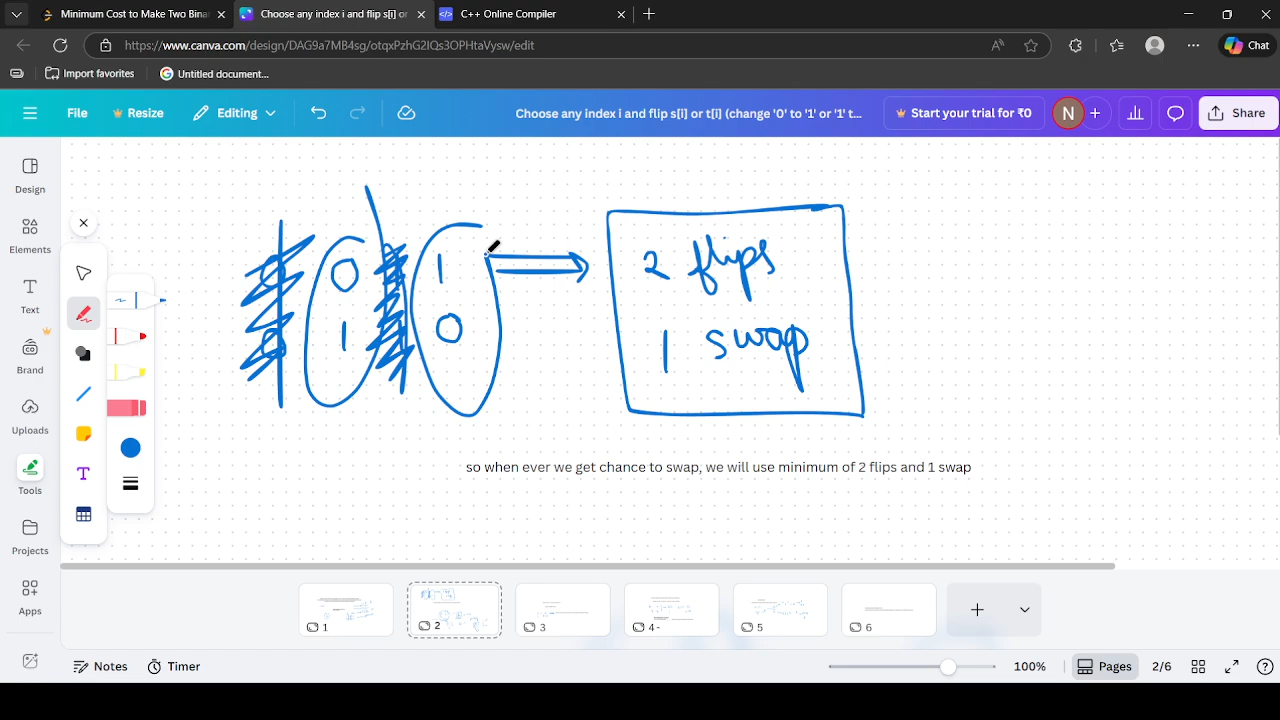 Minimum Cost to Make Two Binar
Choose any index i and flip s[i] or
C++ Online Compiler
https://www.canva.com/design/DAG9a7MB4sg/otqxPzhG2IQs3OPHtaVysw/edit
Chat
Import favorites
Untitled document...
File
Resize
Editing
Choose any index i and flip s[i] or t[i] (change '0' to '1' or '1' t...
Start your trial for ₹0
N
Share
Design
Elements
Text
Brand
Uploads
Tools
Projects
Apps
0 0 1
0 1 0
2 flips
1 swap
so when ever we get chance to swap, we will use minimum of 2 flips and 1 swap
1
2
3
4 -
5
6
Notes
Timer
100%
Pages
2/6